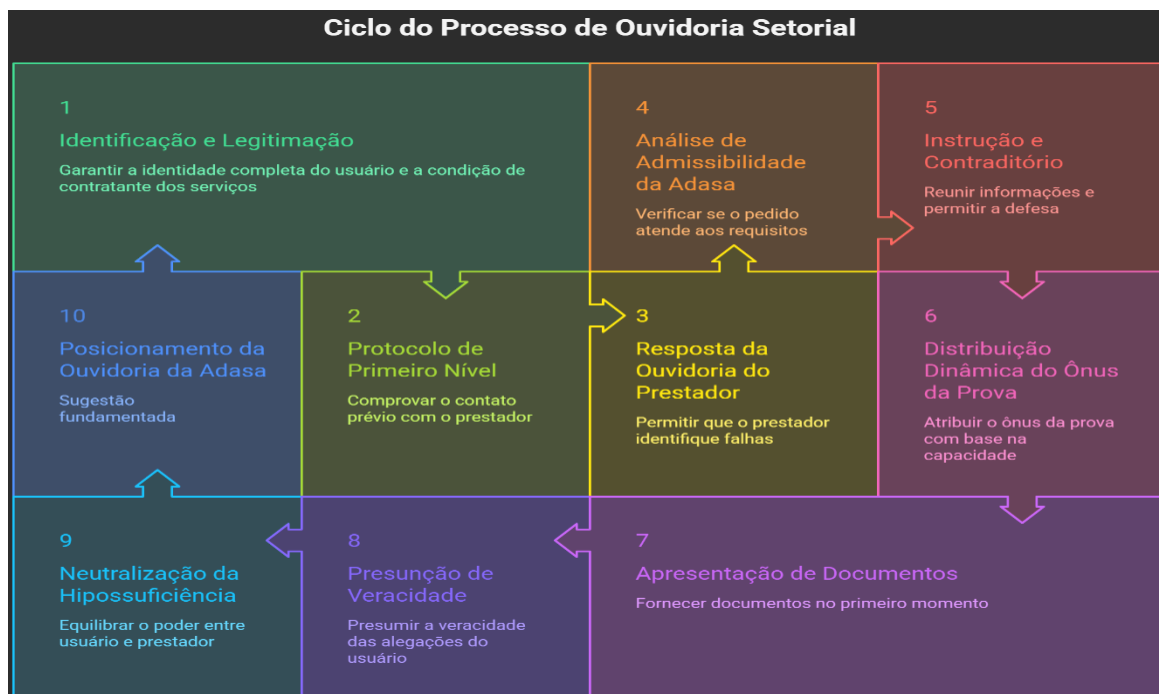 Ciclo do Processo de Ouvidoria Setorial
1
Identificação e Legitimação
Garantir a identidade completa do usuário e a condição de
contratante dos serviços
4
Análise de
Admissibilidade
da Adasa
Verificar se o pedido
atende aos requisitos
5
Instrução e
Contraditório
Reunir informações e
permitir a defesa
10
Posicionamento da
Ouvidoria da Adasa
Sugestão
fundamentada
2
Protocolo de
Primeiro Nível
Comprovar o contato
prévio com o prestador
3
Resposta da
Ouvidoria do
Prestador
Permitir que o prestador
identifique falhas
6
Distribuição
Dinâmica do Ônus
da Prova
Atribuir o ônus da prova
com base na
capacidade
9
Neutralização da
Hipossuficiência
Equilibrar o poder entre
usuário e prestador
8
Presunção de
Veracidade
Presumir a veracidade
das alegações do
usuário
7
Apresentação de Documentos
Fornecer documentos no primeiro momento